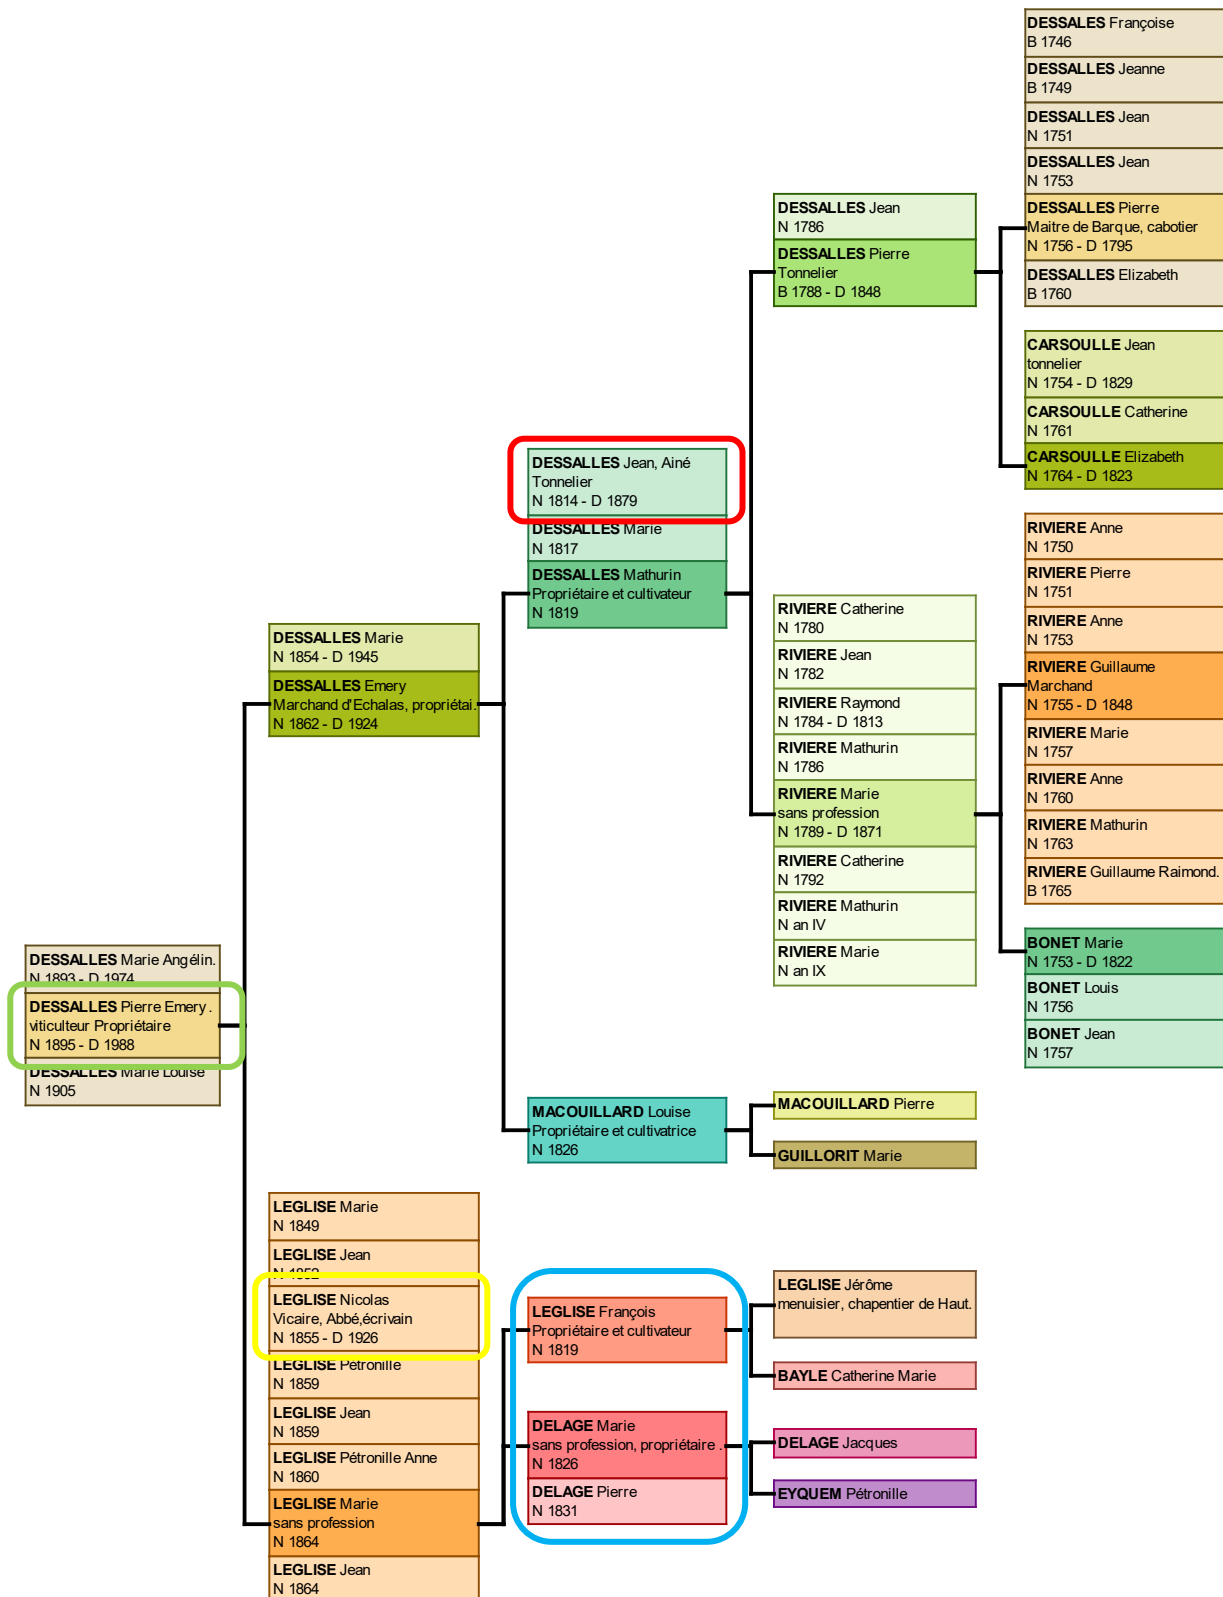 DESSALES Françoise
B 1746
DESSALLES Jeanne
B 1749
DESSALLES Jean
N 1751
DESSALLES Jean
N 1753
DESSALLES Pierre
Maitre de Barque, cabotier
N 1756 - D 1795
DESSALLES Elizabeth
B 1760
CARSOULLE Jean
tonnelier
N 1754 - D 1829
CARSOULLE Catherine
N 1761
CARSOULLE Elizabeth
N 1764 - D 1823
RIVIERE Anne
N 1750
RIVIERE Pierre
N 1751
RIVIERE Anne
N 1753
RIVIERE Guillaume
Marchand
N 1755 - D 1848
RIVIERE Marie
N 1757
RIVIERE Anne
N 1760
RIVIERE Mathurin
N 1763
RIVIERE Guillaume Raimond.
B 1765
BONET Marie
N 1753 - D 1822
BONET Louis
N 1756
BONET Jean
N 1757
DESSALLES Jean
N 1786
DESSALLES Pierre
Tonnelier
B 1788 - D 1848
RIVIERE Catherine
N 1780
RIVIERE Jean
N 1782
RIVIERE Raymond
N 1784 - D 1813
RIVIERE Mathurin
N 1786
RIVIERE Marie
sans profession
N 1789 - D 1871
RIVIERE Catherine
N 1792
RIVIERE Mathurin
N an IV
RIVIERE Marie
N an IX
MACOUILLARD Pierre
GUILLORIT Marie
LEGLISE Jérôme
menuisier, chapentier de Haut.
BAYLE Catherine Marie
DELAGE Jacques
EYQUEM Pétronille
DESSALLES Jean, Ainé
Tonnelier
N 1814 - D 1879
DESSALLES Marie
N 1817
DESSALLES Mathurin
Propriétaire et cultivateur
N 1819
MACOUILLARD Louise
Propriétaire et cultivatrice
N 1826
LEGLISE François
Propriétaire et cultivateur
N 1819
DELAGE Marie
sans profession, propriétaire .
N 1826
DELAGE Pierre
N 1831
DESSALLES Marie
N 1854 - D 1945
DESSALLES Emery
Marchand d'Echalas, propriétai.
N 1862 - D 1924
LEGLISE Marie
N 1849
LEGLISE Jean
N 1852
LEGLISE Nicolas
Vicaire, Abbé,écrivain
N 1855 - D 1926
LEGLISE Pétronille
N 1859
LEGLISE Jean
N 1859
LEGLISE Pétronille Anne
N 1860
LEGLISE Marie
sans profession
N 1864
LEGLISE Jean
N 1864
DESSALLES Marie Angélin.
N 1893 - D 1974
DESSALLES Pierre Emery .
viticulteur Propriétaire
N 1895 - D 1988
DESSALLES Marie Louise
N 1905